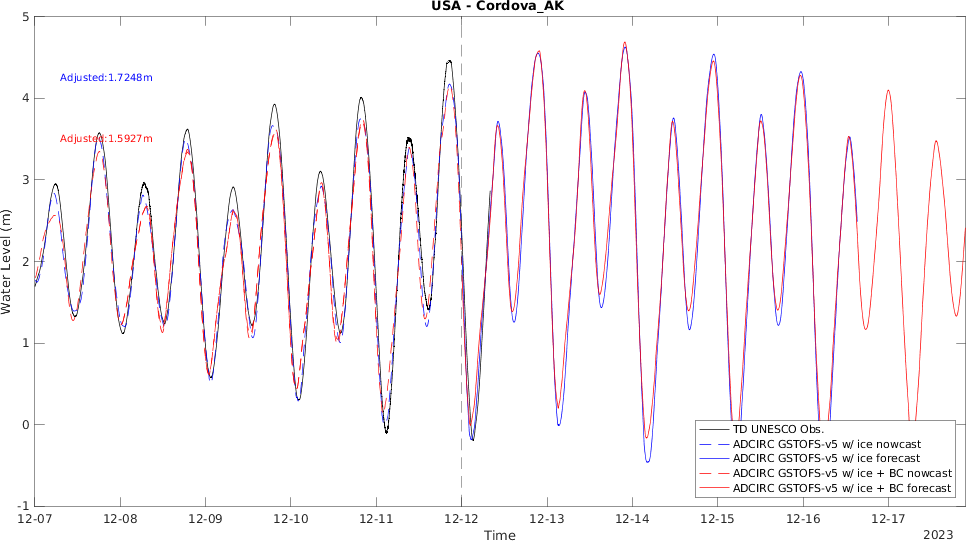 USA - Cordova_AK
5
4
3
2
1
0
-1
Water Level (m)
Adjusted:1.7248m
Adjusted:1.5927m
TD UNESCO Obs.
ADCIRC GSTOFS-v5 w/ ice nowcast
ADCIRC GSTOFS-v5 w/ ice forecast
ADCIRC GSTOFS-v5 w/ ice + BC nowcast
ADCIRC GSTOFS-v5 w/ ice + BC forecast
12-07 12-08 12-09 12-10 12-11 12-12 12-13 12-14 12-15 12-16 12-17
Time
2023